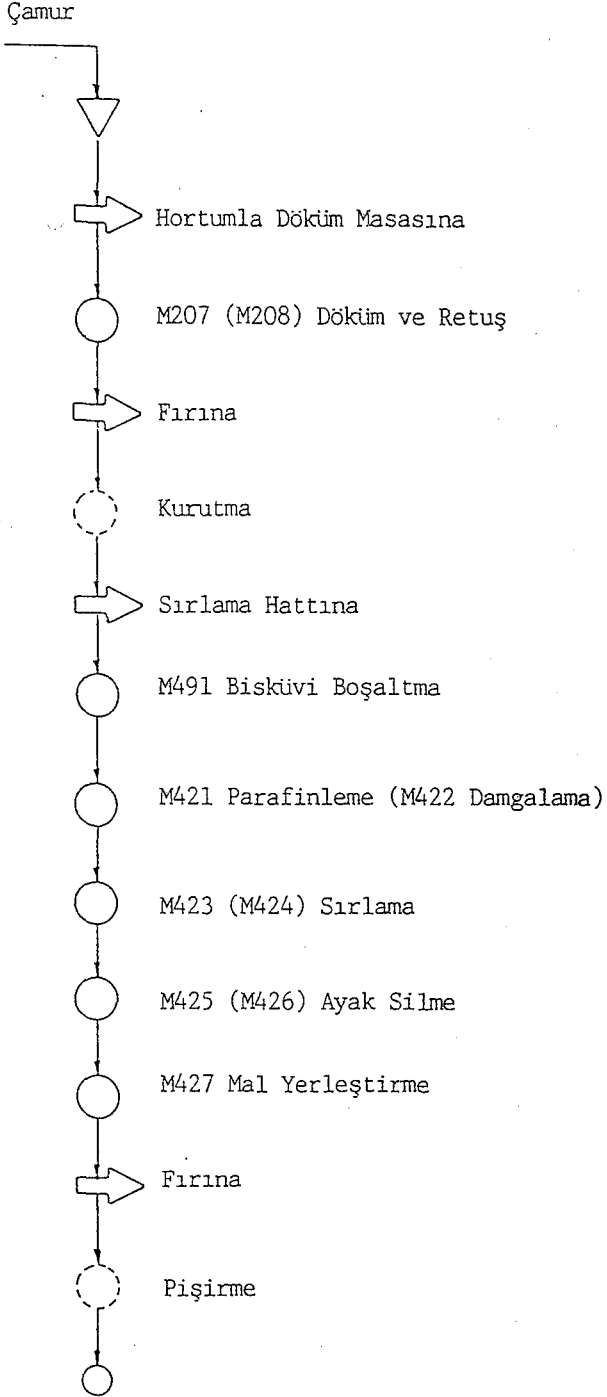 Çamur
Hortumla Döküm Masasına
M207 (M208) Döküm ve Retuş
Fırına
Kurutma
Sırlama Hattına
M491 Bisküvi Boşaltma
M421 Parafinleme (M422 Damgalama)
M423 (M424) Sırlama
M425 (M426) Ayak Silme
M427 Mal Yerleştirme
Fırına
Pişirme